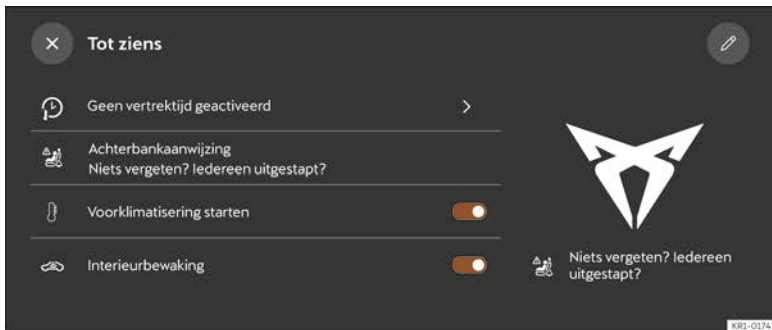 Tot ziens
Geen vertrektijd geactiveerd
Achterbankaanwijzing
Niets vergeten? Iedereen uitgestapt?
Voorklimatisering starten
Interieurbewaking
Niets vergeten? Iedereen
uitgestapt?
KR1-0174